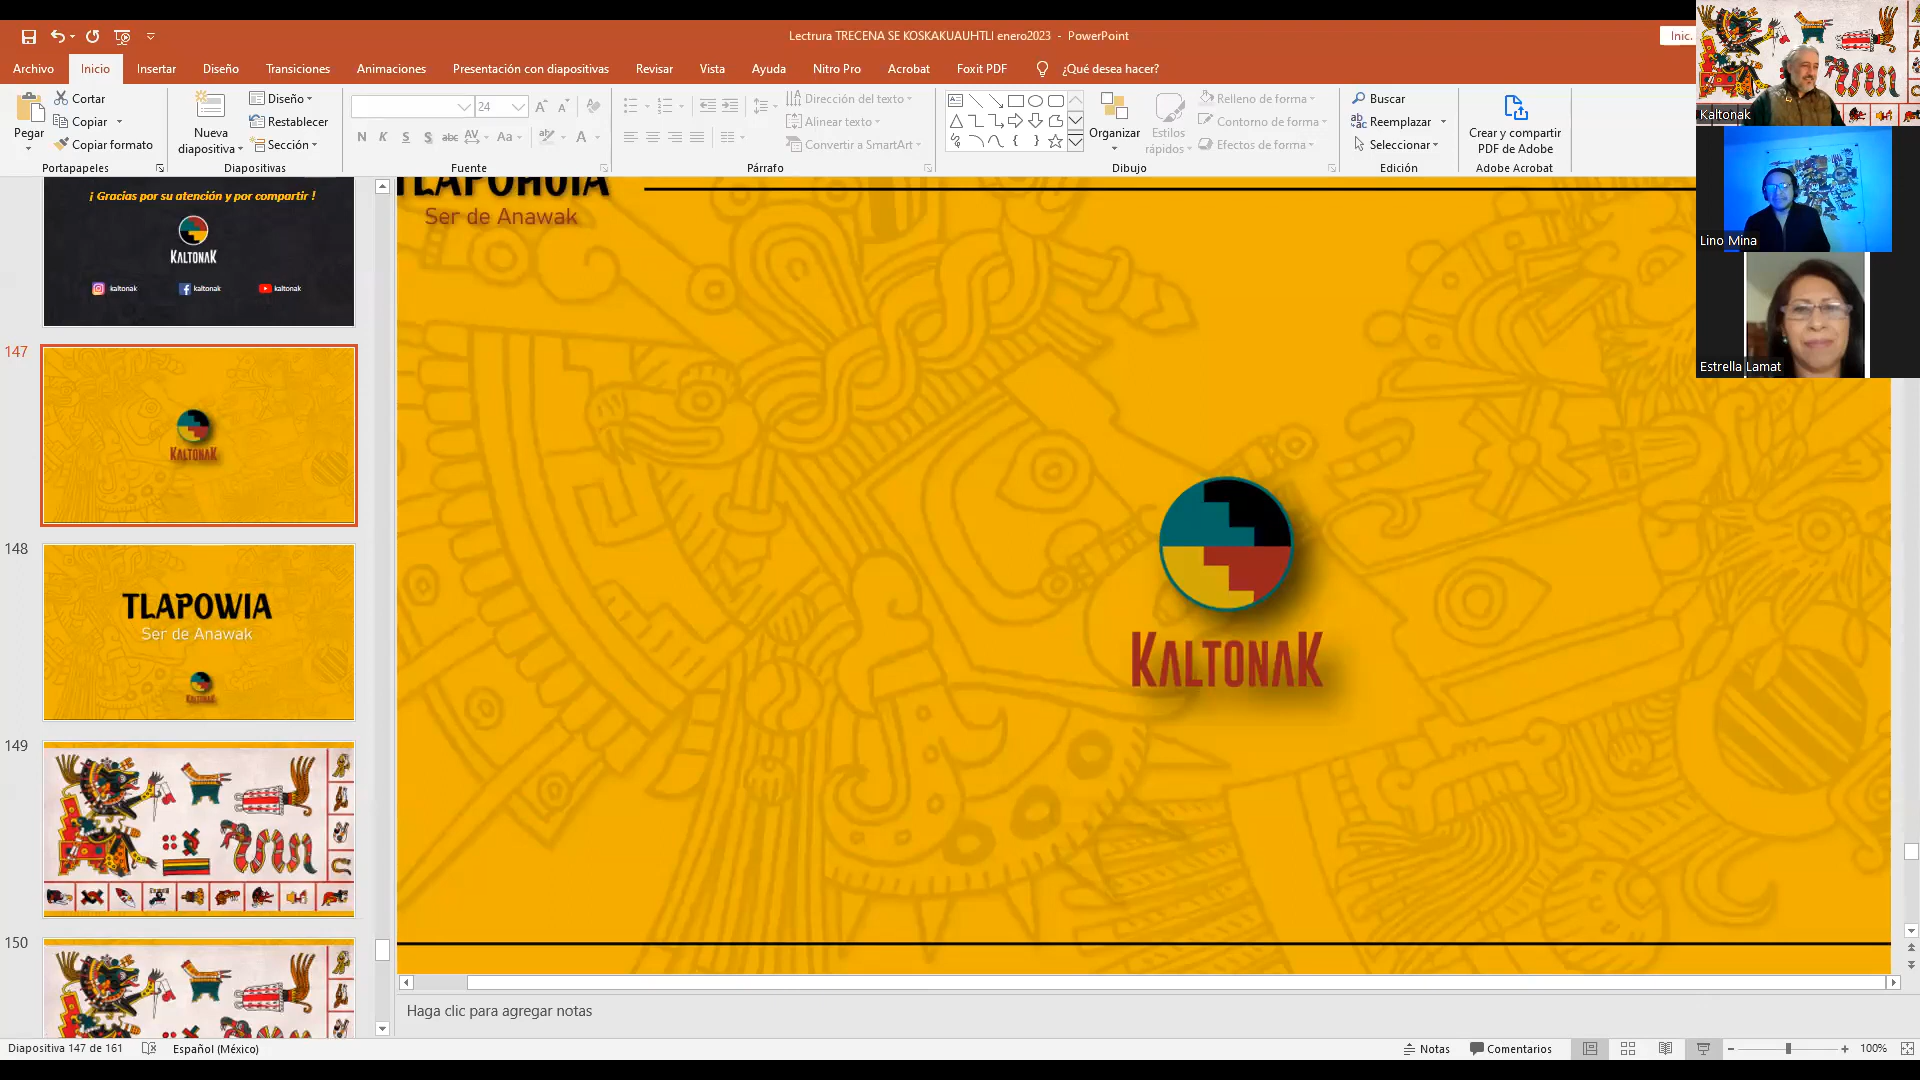 Lectrura TRECENA SE KOSKAKUAUHTLI enero2023 - PowerPoint
Inic.
Archivo Inicio Insertar Diseño Transiciones Animaciones Presentación con diapositivas Revisar Vista Ayuda Nitro Pro Acrobat Foxit PDF ¿Qué desea hacer?
Pegar
Cortar
Copiar
Copiar formato
Portapapeles
Nueva diapositiva
Diseño
Restablecer
Sección
Diapositivas
24
N K S S abc AV Aa A
Fuente
Dirección del texto
Alinear texto
Convertir a SmartArt
Párrafo
Organizar
Estilos rápidos
Relleno de forma
Contorno de forma
Efectos de forma
Dibujo
Buscar
Reemplazar
Seleccionar
Edición
Crear y compartir PDF de Adobe
Adobe Acrobat
Kaltonak
Lino Mina
Estrella Lamat
¡ Gracias por su atención y por compartir !
KALTONAK
kaltonak kaltonak kaltonak
147
KALTONAK
148
TLAPOWIA
Ser de Anawak
KALTONAK
149
150
TLAPOHUIA
Ser de Anawak
KALTONAK
Haga clic para agregar notas
Diapositiva 147 de 161 Español (México) Notas Comentarios 100%